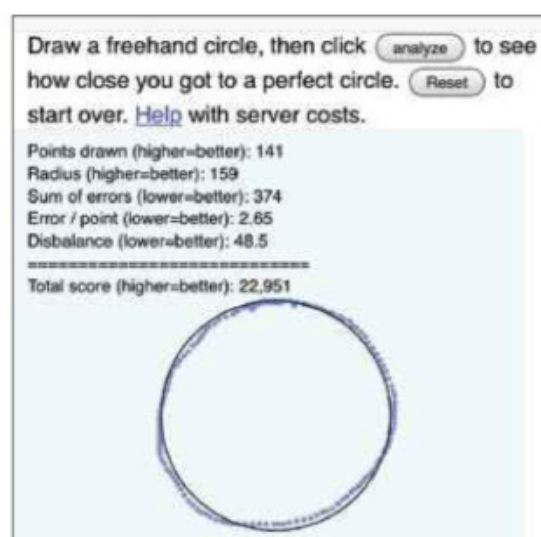 Draw a freehand circle, then click analyze to see
how close you got to a perfect circle. Reset to
start over. Help with server costs.
Points drawn (higher=better): 141
Radius (higher=better): 159
Sum of errors (lower=better): 374
Error / point (lower=better): 2.65
Disbalance (lower=better): 48.5
=============================
Total score (higher=better): 22,951